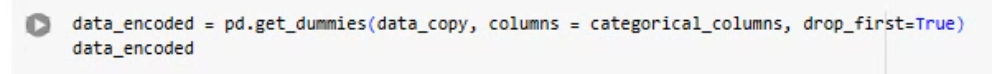 data_encoded = pd.get_dummies(data_copy, columns = categorical_columns, drop_first=True)
data_encoded